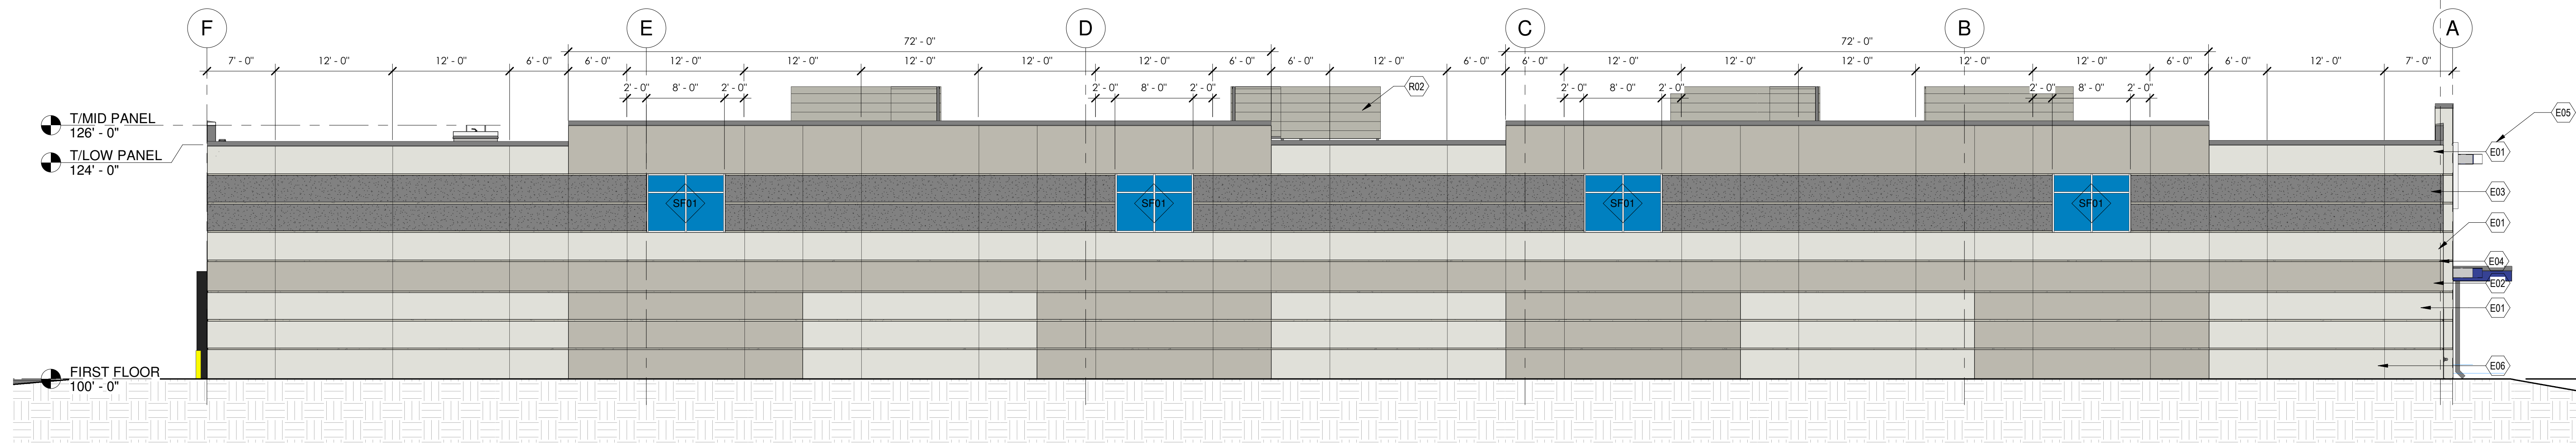 F E D C B A
72' - 0" 72' - 0"
7' - 0" 12' - 0" 12' - 0" 6' - 0" 6' - 0" 12' - 0" 12' - 0" 12' - 0" 12' - 0" 6' - 0" 6' - 0" 12' - 0" 6' - 0" 6' - 0" 12' - 0" 12' - 0" 12' - 0" 12' - 0" 12' - 0" 6' - 0" 6' - 0" 12' - 0" 7' - 0"
2' - 0" 8' - 0" 2' - 0" 2' - 0" 8' - 0" 2' - 0" 2' - 0" 8' - 0" 2' - 0" 2' - 0" 8' - 0" 2' - 0"
R02
E05
T/MID PANEL
126' - 0"
T/LOW PANEL
124' - 0"
E01
E03
SF01 SF01 SF01 SF01
E01
E04
E02
E01
E06
FIRST FLOOR
100' - 0"